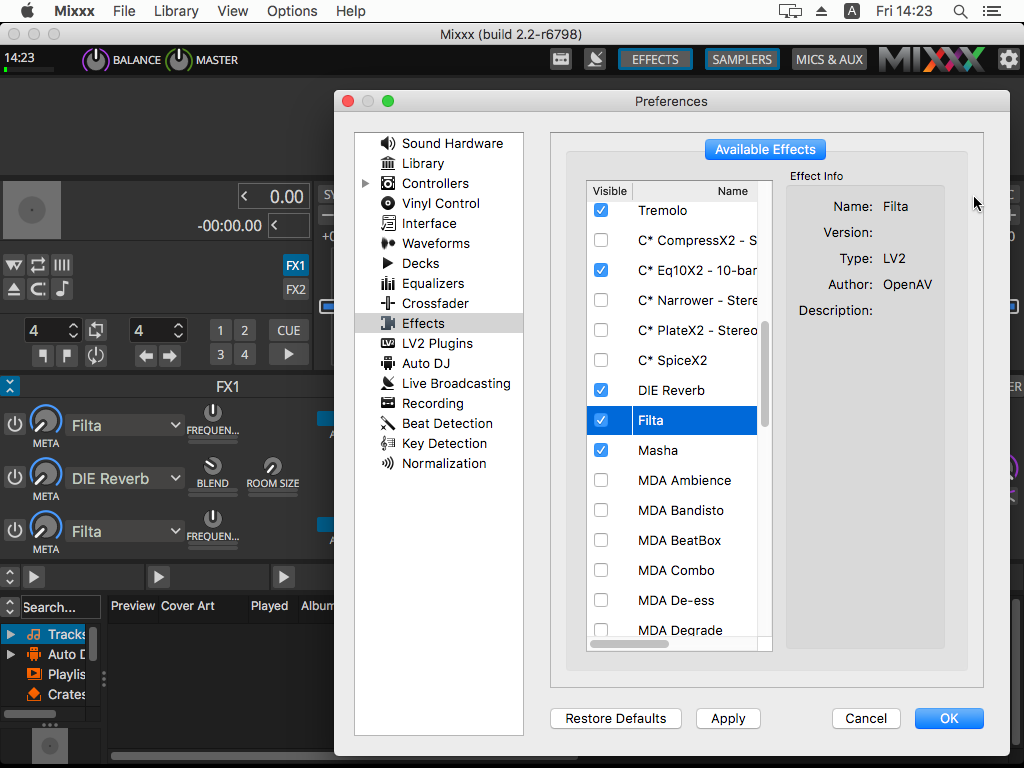 Mixxx File Library View Options Help A Fri 14:23
Mixxx (build 2.2-r6798)
14:23 BALANCE MASTER EFFECTS SAMPLERS MICS & AUX MIXXX
Preferences
Sound Hardware
Library
Controllers
Vinyl Control
Interface
Waveforms
Decks
Equalizers
Crossfader
Effects
LV2 Plugins
Auto DJ
Live Broadcasting
Recording
Beat Detection
Key Detection
Normalization
Available Effects
Visible Name
Tremolo
C* CompressX2 - S
C* Eq10X2 - 10-bar
C* Narrower - Stere
C* PlateX2 - Stereo
C* SpiceX2
DIE Reverb
Filta
Masha
MDA Ambience
MDA Bandisto
MDA BeatBox
MDA Combo
MDA De-ess
MDA Degrade
Effect Info
Name: Filta
Version:
Type: LV2
Author: OpenAV
Description:
Restore Defaults Apply Cancel OK
0.00 SY
-00:00.00
+0
FX1
FX2
4 4 1 2 CUE
3 4
FX1 ER
META Filta FREQUEN...
META DIE Reverb BLEND ROOM SIZE
META Filta FREQUEN...
Search... Preview Cover Art Played Album
Tracks
Auto D
Playlis
Crates